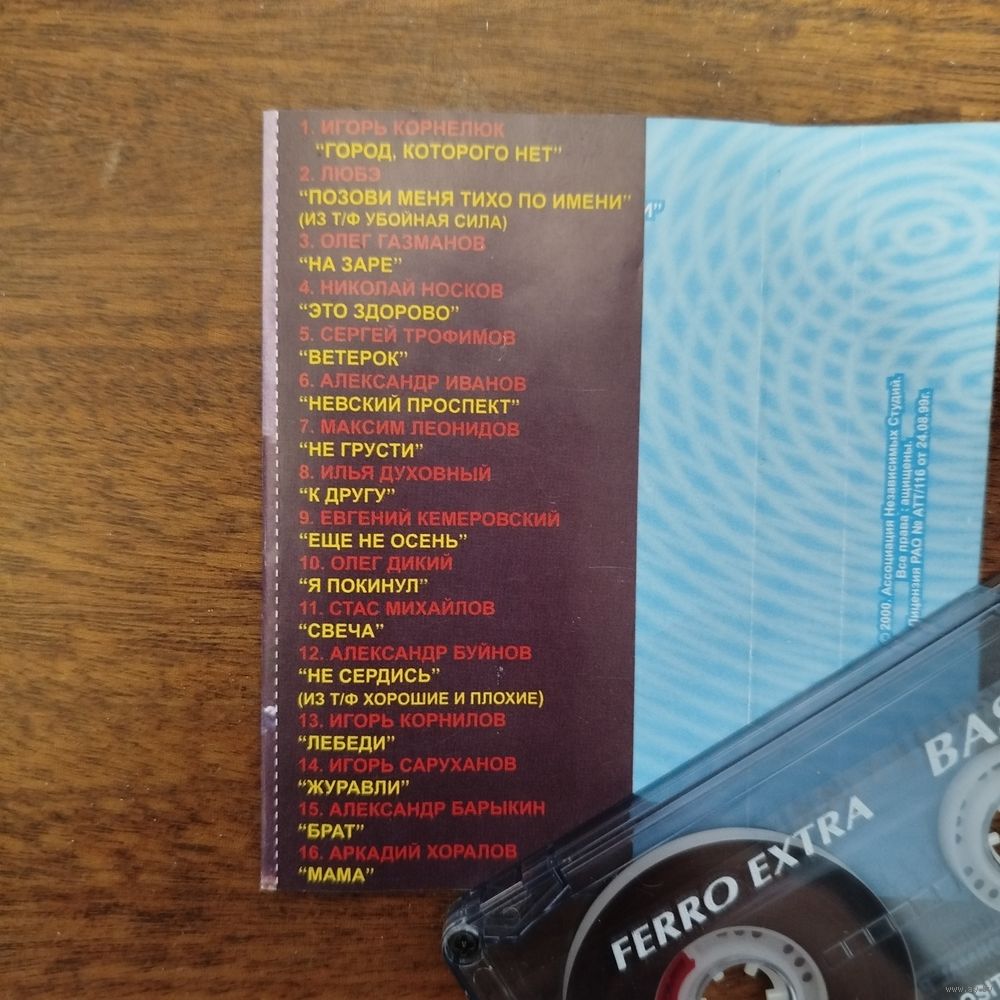 1. ИГОРЬ КОРНЕЛЮК
"ГОРОД, КОТОРОГО НЕТ"
2. ЛЮБЭ
"ПОЗОВИ МЕНЯ ТИХО ПО ИМЕНИ"
(ИЗ Т/Ф УБОЙНАЯ СИЛА)
3. ОЛЕГ ГАЗМАНОВ
"НА ЗАРЕ"
4. НИКОЛАЙ НОСКОВ
"ЭТО ЗДОРОВО"
5. СЕРГЕЙ ТРОФИМОВ
"ВЕТЕРОК"
6. АЛЕКСАНДР ИВАНОВ
"НЕВСКИЙ ПРОСПЕКТ"
7. МАКСИМ ЛЕОНИДОВ
"НЕ ГРУСТИ"
8. ИЛЬЯ ДУХОВНЫЙ
"К ДРУГУ"
9. ЕВГЕНИЙ КЕМЕРОВСКИЙ
"ЕЩЕ НЕ ОСЕНЬ"
10. ОЛЕГ ДИКИЙ
"Я ПОКИНУЛ"
11. СТАС МИХАЙЛОВ
"СВЕЧА"
12. АЛЕКСАНДР БУЙНОВ
"НЕ СЕРДИСЬ"
(ИЗ Т/Ф ХОРОШИЕ И ПЛОХИЕ)
13. ИГОРЬ КОРНИЛОВ
"ЛЕБЕДИ"
14. ИГОРЬ САРУХАНОВ
"ЖУРАВЛИ"
15. АЛЕКСАНДР БАРЫКИН
"БРАТ"
16. АРКАДИЙ ХОРАЛОВ
"МАМА"
© 2000. Ассоциация Независимых Студий.
Все права : ащищены.
Лицензия РАО № АТТ/116 от 24.08.99г.
BAS
FERRO EXTRA